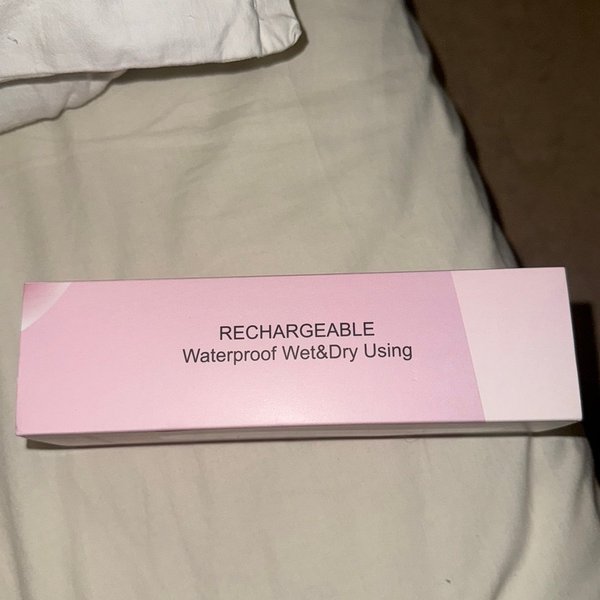 RECHARGEABLE
Waterproof Wet&Dry Using